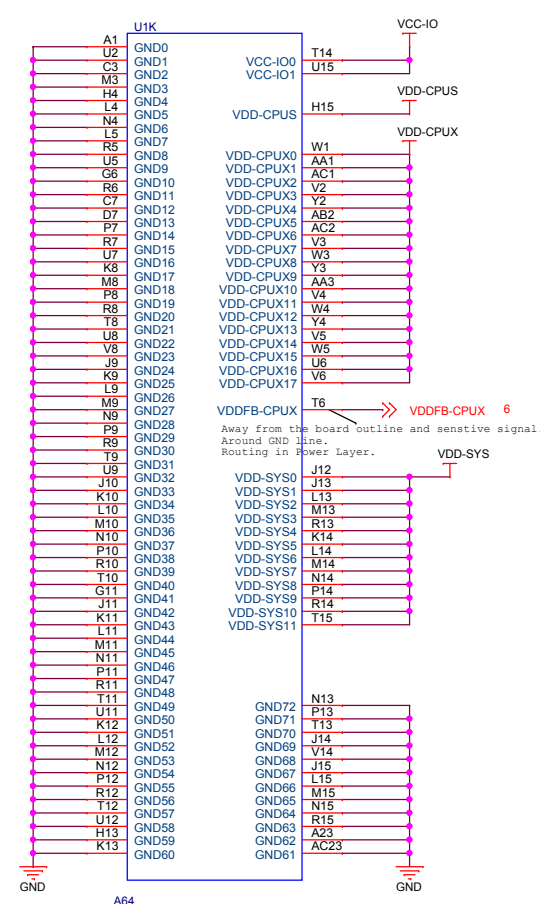 U1K
A1 GND0
U2 GND1
C3 GND2
M3 GND3
H4 GND4
L4 GND5
N4 GND6
L5 GND7
R5 GND8
U5 GND9
G6 GND10
R6 GND11
C7 GND12
D7 GND13
P7 GND14
R7 GND15
U7 GND16
K8 GND17
M8 GND18
P8 GND19
R8 GND20
T8 GND21
U8 GND22
V8 GND23
J9 GND24
K9 GND25
L9 GND26
M9 GND27
N9 GND28
P9 GND29
R9 GND30
T9 GND31
U9 GND32
J10 GND33
K10 GND34
L10 GND35
M10 GND36
N10 GND37
P10 GND38
R10 GND39
T10 GND40
G11 GND41
J11 GND42
K11 GND43
L11 GND44
M11 GND45
N11 GND46
P11 GND47
R11 GND48
T11 GND49
U11 GND50
K12 GND51
L12 GND52
M12 GND53
N12 GND54
P12 GND55
R12 GND56
T12 GND57
U12 GND58
H13 GND59
K13 GND60
GND
A64
VCC-IO
VCC-IO0 T14
VCC-IO1 U15
VDD-CPUS
VDD-CPUS H15
VDD-CPUX
VDD-CPUX0 W1
VDD-CPUX1 AA1
VDD-CPUX2 AC1
VDD-CPUX3 V2
VDD-CPUX4 Y2
VDD-CPUX5 AB2
VDD-CPUX6 AC2
VDD-CPUX7 V3
VDD-CPUX8 W3
VDD-CPUX9 Y3
VDD-CPUX10 AA3
VDD-CPUX11 V4
VDD-CPUX12 W4
VDD-CPUX13 Y4
VDD-CPUX14 V5
VDD-CPUX15 W5
VDD-CPUX16 U6
VDD-CPUX17 V6
VDDFB-CPUX T6 VDDFB-CPUX 6
Away from the board outline and senstive signal.
Around GND line.
Routing in Power Layer.
VDD-SYS
VDD-SYS0 J12
VDD-SYS1 J13
VDD-SYS2 L13
VDD-SYS3 M13
VDD-SYS4 R13
VDD-SYS5 K14
VDD-SYS6 L14
VDD-SYS7 M14
VDD-SYS8 N14
VDD-SYS9 P14
VDD-SYS10 R14
VDD-SYS11 T15
GND72 N13
GND71 P13
GND70 T13
GND69 J14
GND68 V14
GND67 J15
GND66 L15
GND65 M15
GND64 N15
GND63 R15
GND62 A23
GND61 AC23
GND